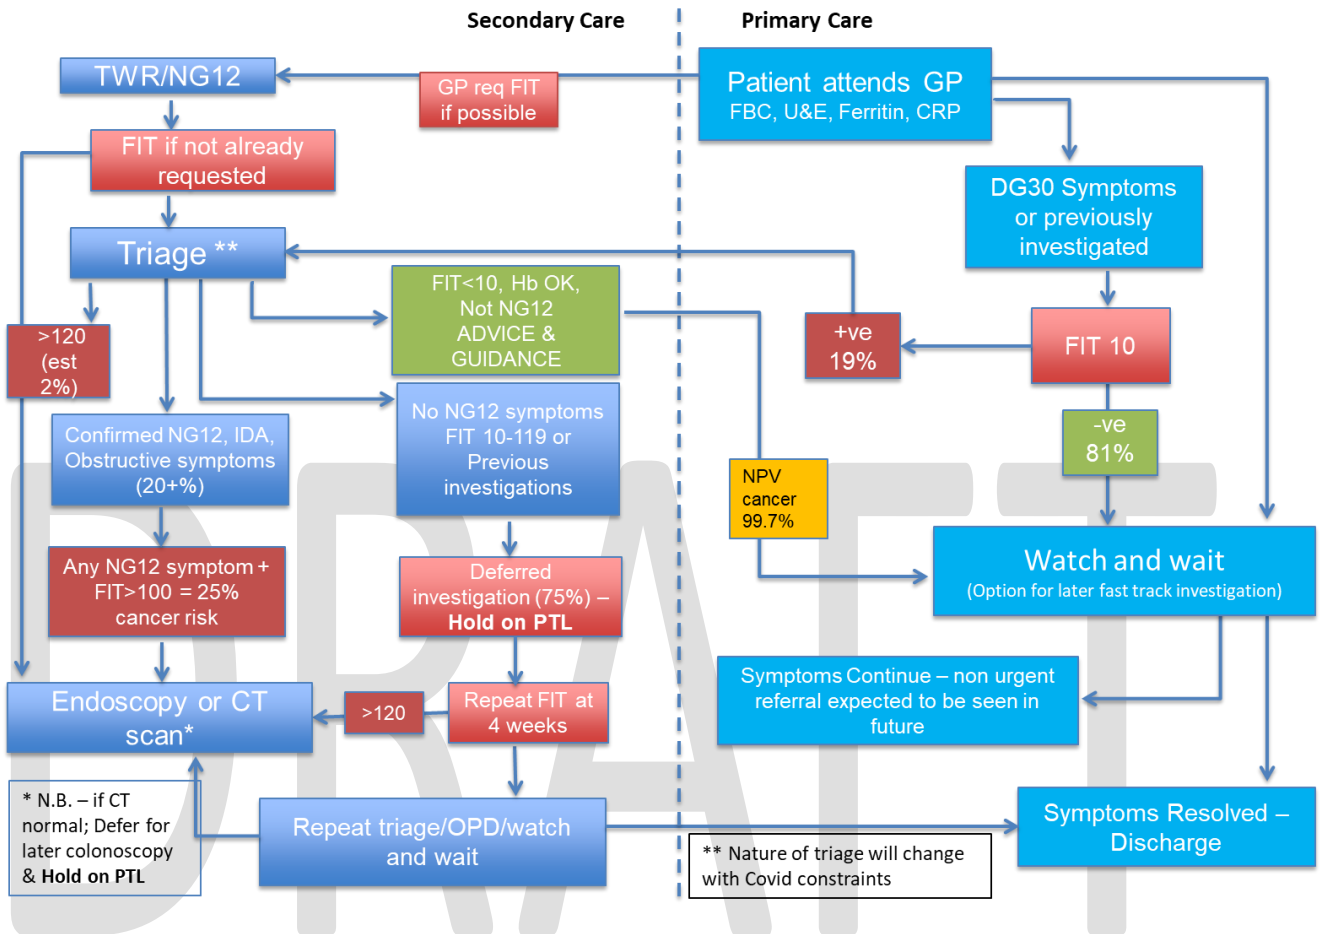 Secondary Care
Primary Care
TWR/NG12
GP req FIT
if possible
Patient attends GP
FBC, U&E, Ferritin, CRP
FIT if not already
requested
DG30 Symptoms
or previously
investigated
Triage **
FIT<10, Hb OK,
Not NG12
ADVICE &
GUIDANCE
>120
(est
2%)
+ve
19%
FIT 10
No NG12 symptoms
FIT 10-119 or
Previous
investigations
Confirmed NG12, IDA,
Obstructive symptoms
(20+%)
-ve
81%
NPV
cancer
99.7%
Any NG12 symptom +
FIT>100 = 25%
cancer risk
Deferred
investigation (75%) –
Hold on PTL
Watch and wait
(Option for later fast track investigation)
Endoscopy or CT
scan*
>120
Repeat FIT at
4 weeks
Symptoms Continue – non urgent
referral expected to be seen in
future
* N.B. – if CT
normal; Defer for
later colonoscopy
& Hold on PTL
Repeat triage/OPD/watch
and wait
Symptoms Resolved –
Discharge
** Nature of triage will change
with Covid constraints
DRAFT